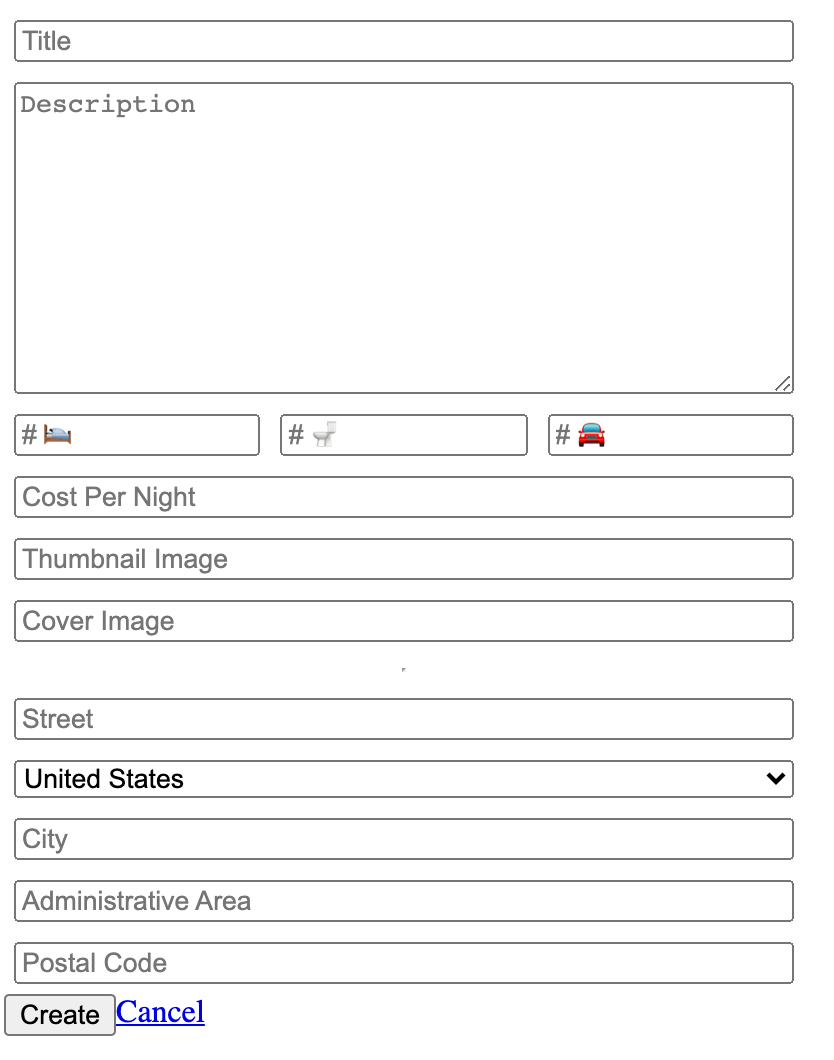 Title
Description
# 🛌 # 🚽 # 🚘
Cost Per Night
Thumbnail Image
Cover Image
Street
United States
City
Administrative Area
Postal Code
Create Cancel